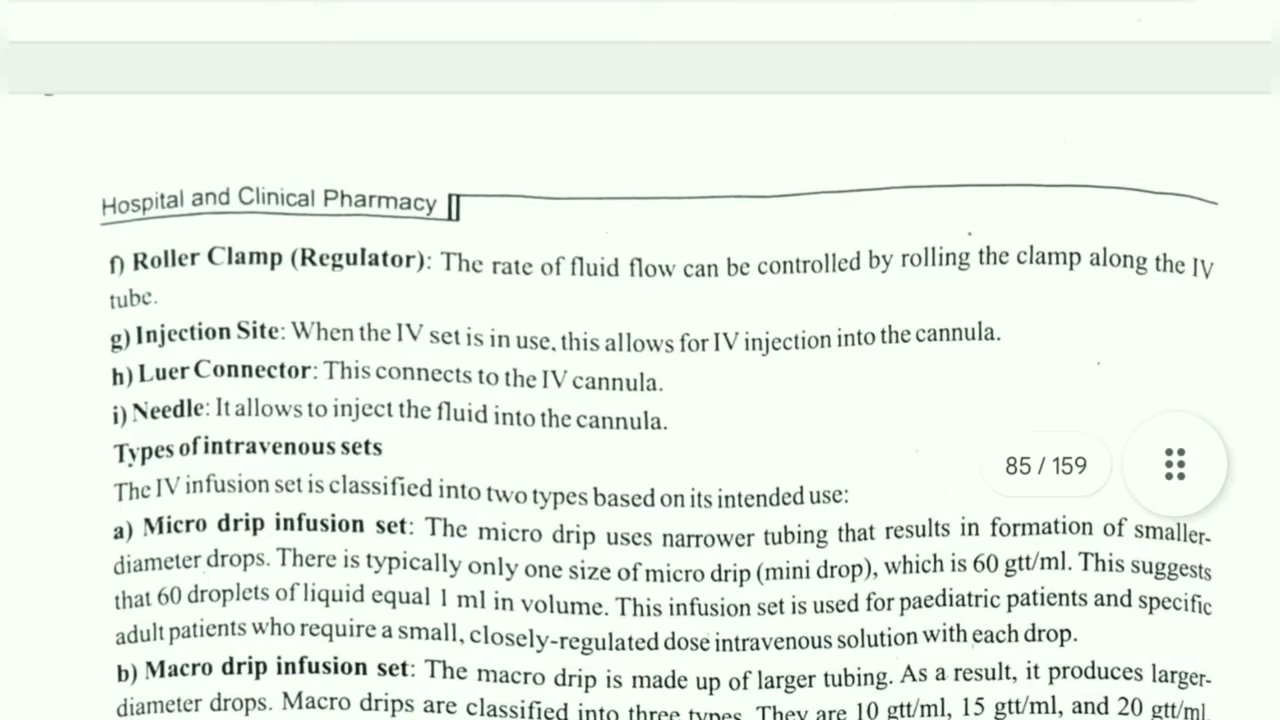 Hospital and Clinical Pharmacy
f) Roller Clamp (Regulator): The rate of fluid flow can be controlled by rolling the clamp along the IV
tube.
g) Injection Site: When the IV set is in use, this allows for IV injection into the cannula.
h) Luer Connector: This connects to the IV cannula.
i) Needle: It allows to inject the fluid into the cannula.
Types of intravenous sets
The IV infusion set is classified into two types based on its intended use:
85 / 159
a) Micro drip infusion set: The micro drip uses narrower tubing that results in formation of smaller-
diameter drops. There is typically only one size of micro drip (mini drop), which is 60 gtt/ml. This suggests
that 60 droplets of liquid equal 1 ml in volume. This infusion set is used for paediatric patients and specific
adult patients who require a small, closely-regulated dose intravenous solution with each drop.
b) Macro drip infusion set: The macro drip is made up of larger tubing. As a result, it produces larger-
diameter drops. Macro drips are classified into three types. They are 10 gtt/ml, 15 gtt/ml, and 20 gtt/ml.